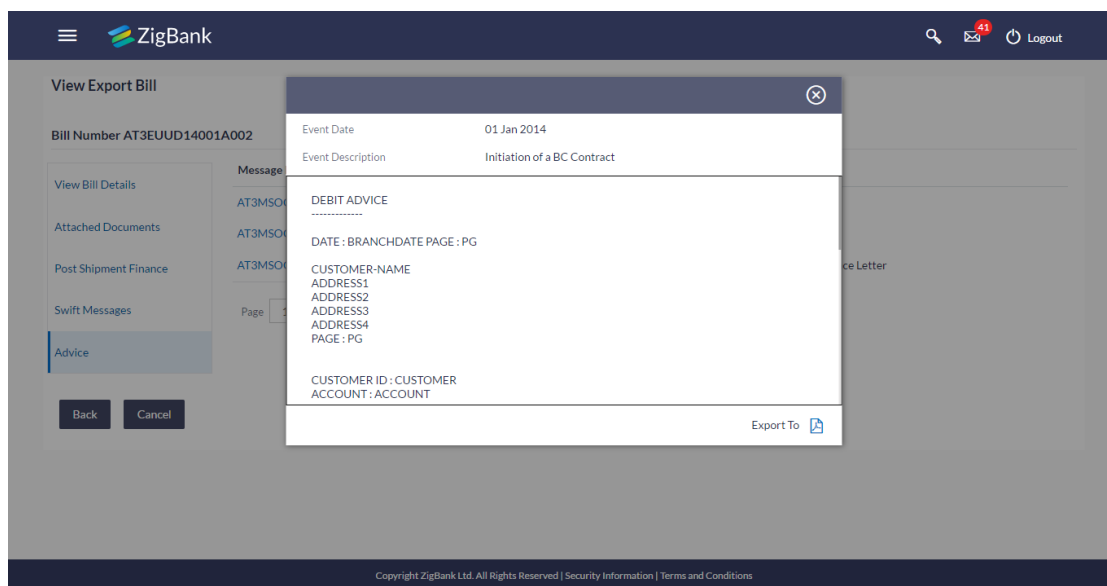 ZigBank
41
Logout
View Export Bill
Bill Number AT3EUUD14001A002
View Bill Details
Attached Documents
Post Shipment Finance
Swift Messages
Advice
Back Cancel
Message
AT3MSO
AT3MSO
AT3MSO ce Letter
Page 1
Event Date 01 Jan 2014
Event Description Initiation of a BC Contract
DEBIT ADVICE
-------------
DATE : BRANCHDATE PAGE : PG
CUSTOMER-NAME
ADDRESS1
ADDRESS2
ADDRESS3
ADDRESS4
PAGE : PG
CUSTOMER ID : CUSTOMER
ACCOUNT : ACCOUNT
Export To
Copyright ZigBank Ltd. All Rights Reserved | Security Information | Terms and Conditions